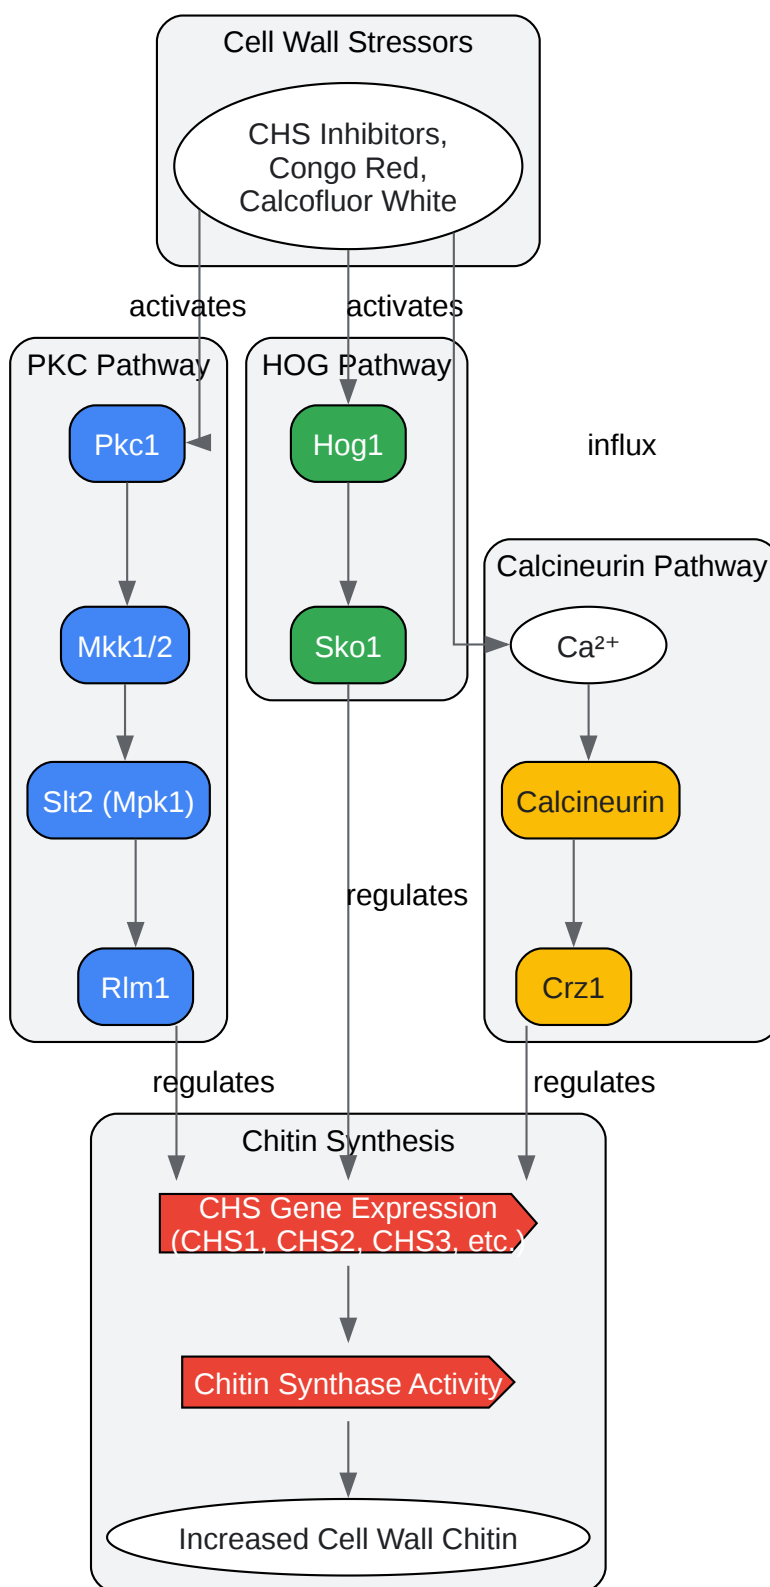 Cell Wall Stressors
CHS Inhibitors,
Congo Red,
Calcofluor White
activates
activates
PKC Pathway
HOG Pathway
Pkc1
Hog1
influx
Calcineurin Pathway
Mkk1/2
Sko1
Ca²⁺
Slt2 (Mpk1)
Calcineurin
regulates
Rlm1
Crz1
regulates
regulates
Chitin Synthesis
CHS Gene Expression
(CHS1, CHS2, CHS3, etc.)
Chitin Synthase Activity
Increased Cell Wall Chitin